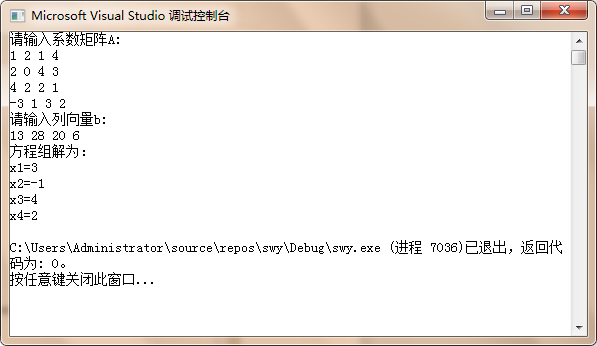 Microsoft Visual Studio 调试控制台
请输入系数矩阵A:
1 2 1 4
2 0 4 3
4 2 2 1
-3 1 3 2
请输入列向量b:
13 28 20 6
方程组解为:
x1=3
x2=-1
x3=4
x4=2
C:\Users\Administrator\source\repos\swy\Debug\swy.exe (进程 7036)已退出，返回代
码为: 0。
按任意键关闭此窗口...